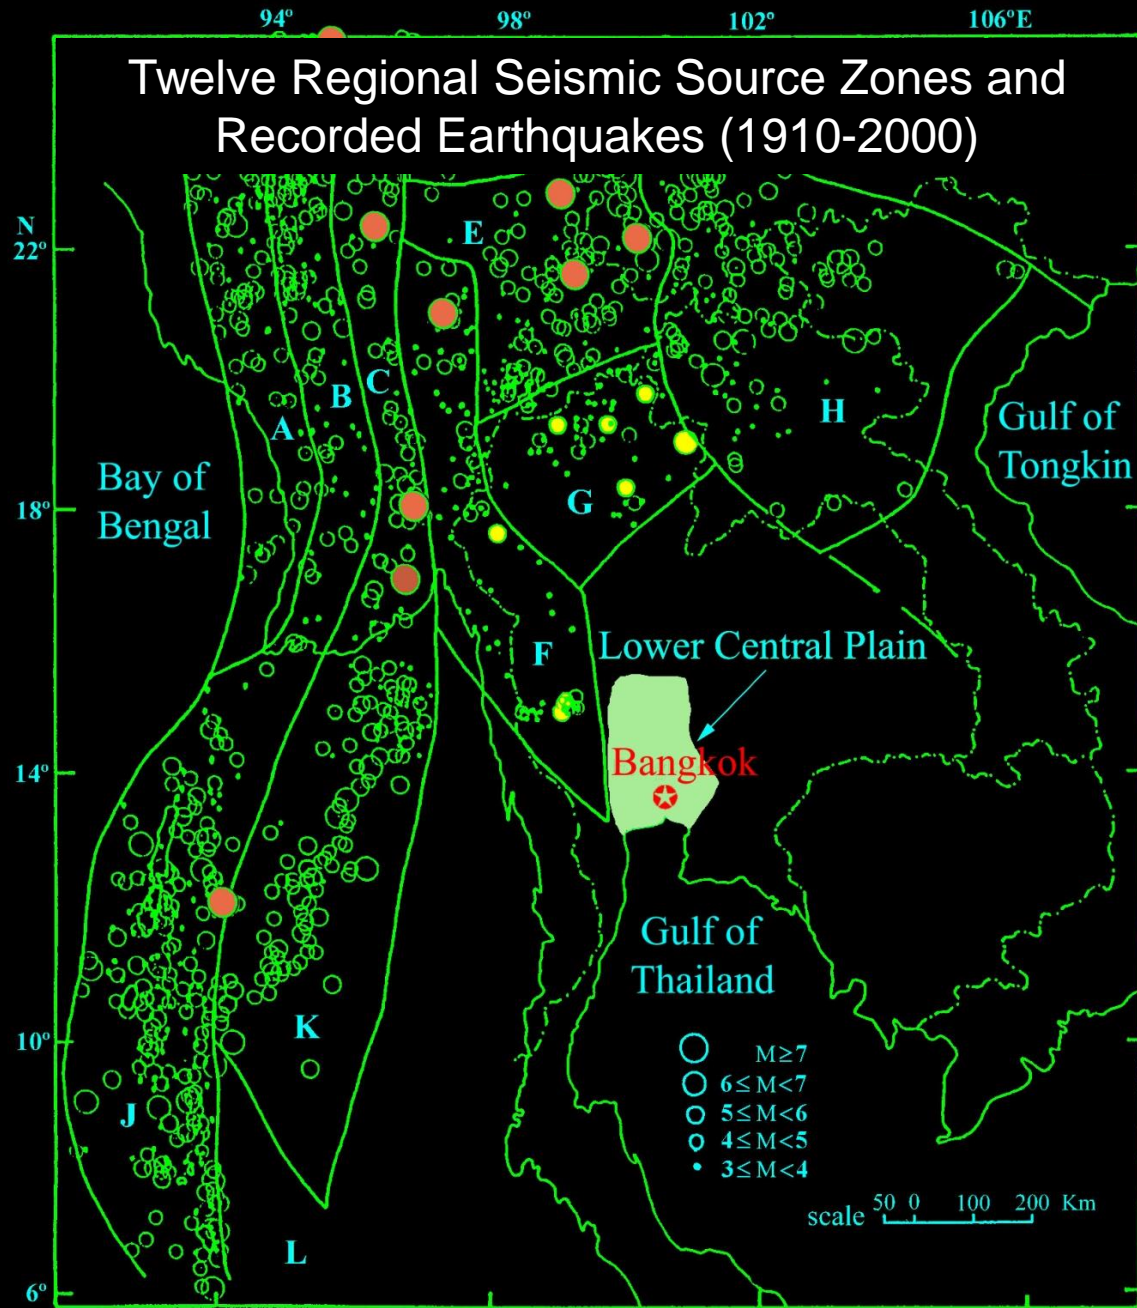 94° 98° 102° 106°E
Twelve Regional Seismic Source Zones and
Recorded Earthquakes (1910-2000)
N
22°
E
C
B
H
A
Gulf of
Tongkin
Bay of
Bengal
G
18°
F
Lower Central Plain
14°
Bangkok
Gulf of
Thailand
K
10°
J
M≥7
6≤M<7
5≤M<6
4≤M<5
3≤M<4
scale 50 0 100 200 Km
L
6°